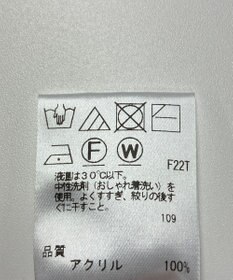 F W
F22T
液温は30℃以下。
中性洗剤（おしゃれ着洗い）を
使用。よくすすぎ、絞りの後す
ぐに干すこと。
109
品質
アクリル 100%